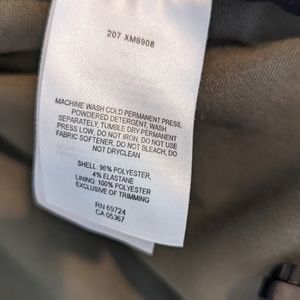 207 XM6908
MACHINE WASH COLD PERMANENT PRESS,
POWDERED DETERGENT, WASH
SEPARATELY, TUMBLE DRY PERMANENT
PRESS LOW, DO NOT IRON, DO NOT USE
FABRIC SOFTENER, DO NOT BLEACH, DO
NOT DRYCLEAN
SHELL: 96% POLYESTER,
4% ELASTANE
LINING: 100% POLYESTER
EXCLUSIVE OF TRIMMING
RN 69724
CA 05367